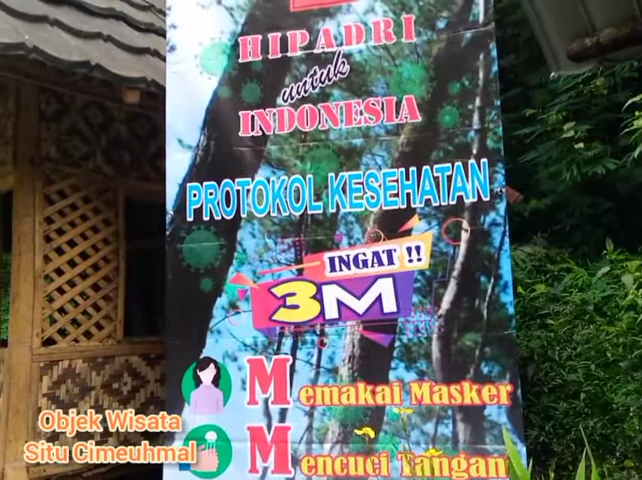 HIPADRI
untuk
INDONESIA
PROTOKOL KESEHATAN
INGAT !!
3M
Memakai Masker
Mencuci Tangan
Objek Wisata
Situ Cimeuhmal